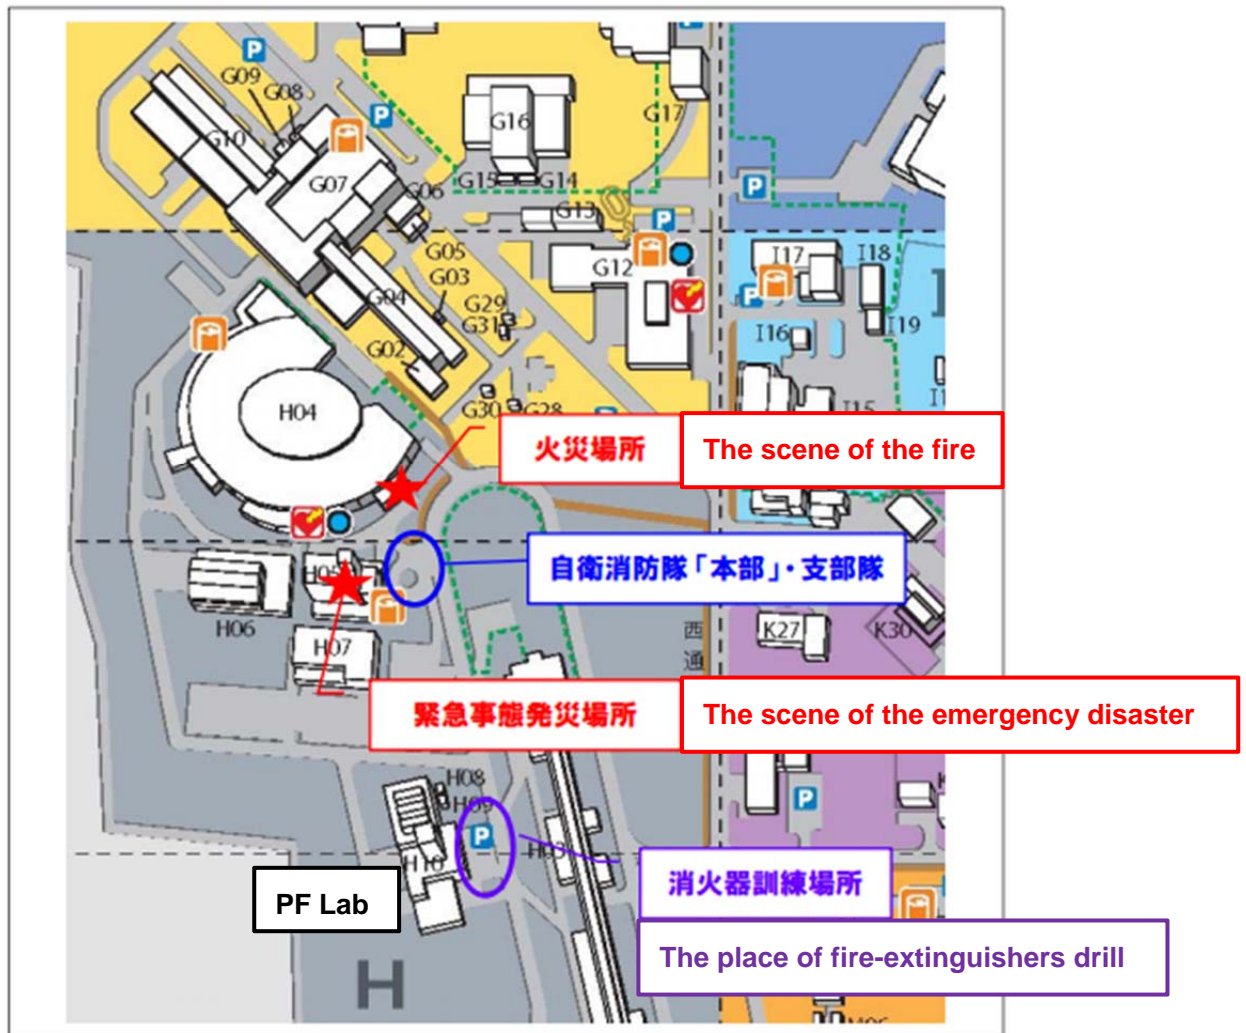 P
G09
G08
P
G10
G16
G17
G07
G15
G14
G06
P
G13
P
G05
G12
I17
I18
G03
G04
G29
G31
P
I16
I19
G02
H04
G30
G28
I15
火災場所
The scene of the fire
自衛消防隊「本部」・支部隊
H05
H06
H07
西
通
K27
K30
緊急事態発災場所
The scene of the emergency disaster
H08
H09
P
P
H03
H10
消火器訓練場所
PF Lab
The place of fire-extinguishers drill
H